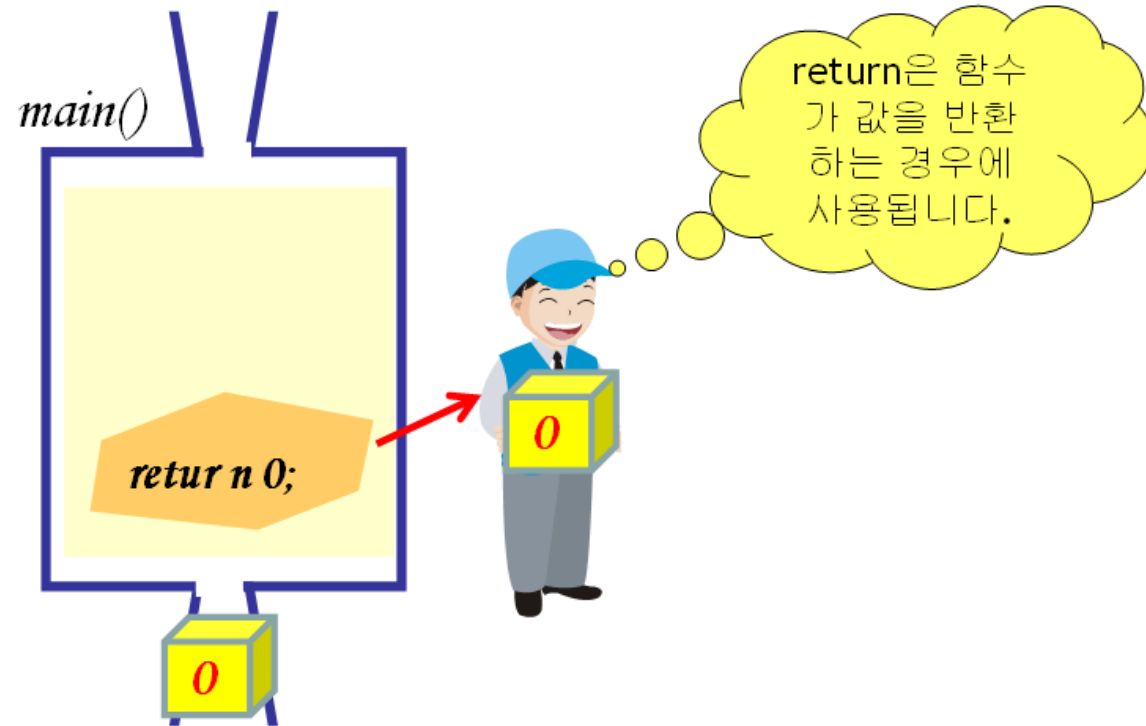 main()
return은 함수
가 값을 반환
하는 경우에
사용됩니다.
retur n 0;
0
0